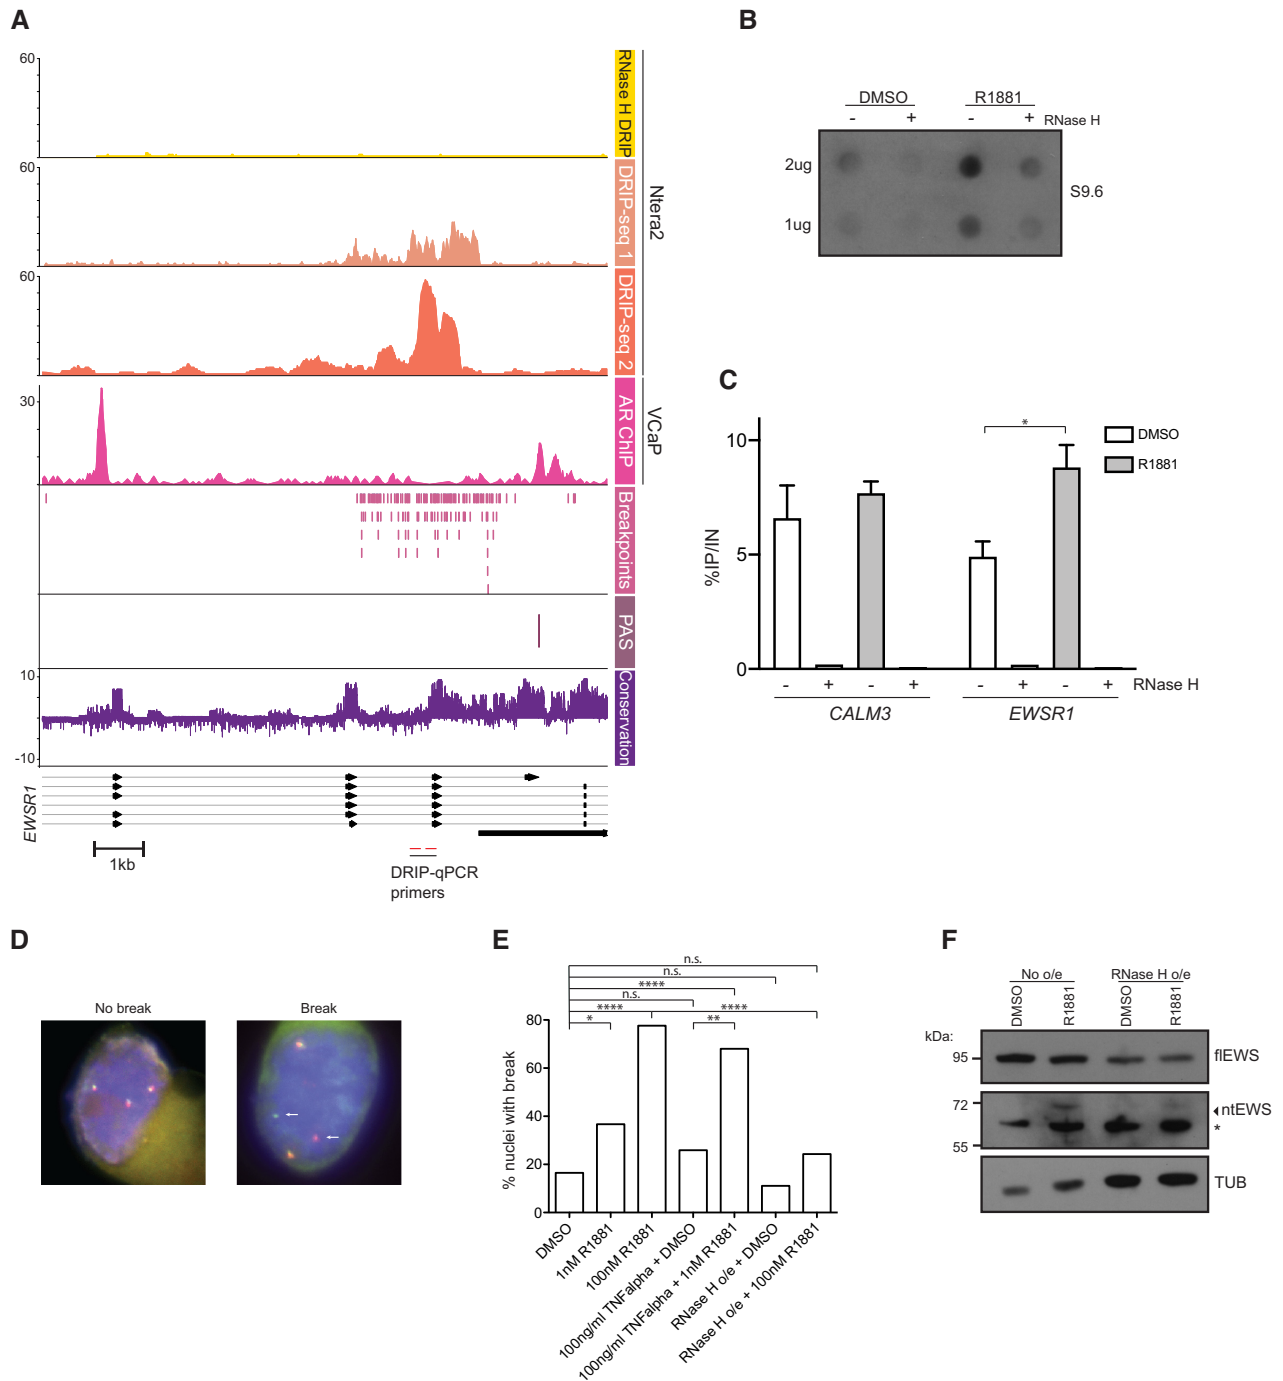 A
60
RNase H DRIP
60
DRIP-seq 1
Ntera2
60
DRIP-seq 2
30
AR ChIP
VCaP
Breakpoints
PAS
10
-10
Conservation
EWSR1
1kb
DRIP-qPCR
primers
B
DMSO R1881
- + - + RNase H
2ug
1ug
S9.6
C
%IP/IN
10
5
0
*
DMSO
R1881
- + - + - + - + RNase H
CALM3 EWSR1
D
No break Break
E
n.s.
n.s.
****
n.s.
**** ****
* **
% nuclei with break
80
60
40
20
0
DMSO
1nM R1881
100nM R1881
100ng/ml TNFalpha + DMSO
100ng/ml TNFalpha + 1nM R1881
RNase H o/e + DMSO
RNase H o/e + 100nM R1881
F
No o/e RNase H o/e
DMSO R1881 DMSO R1881
kDa:
95 flEWS
72 ntEWS
*
55
TUB